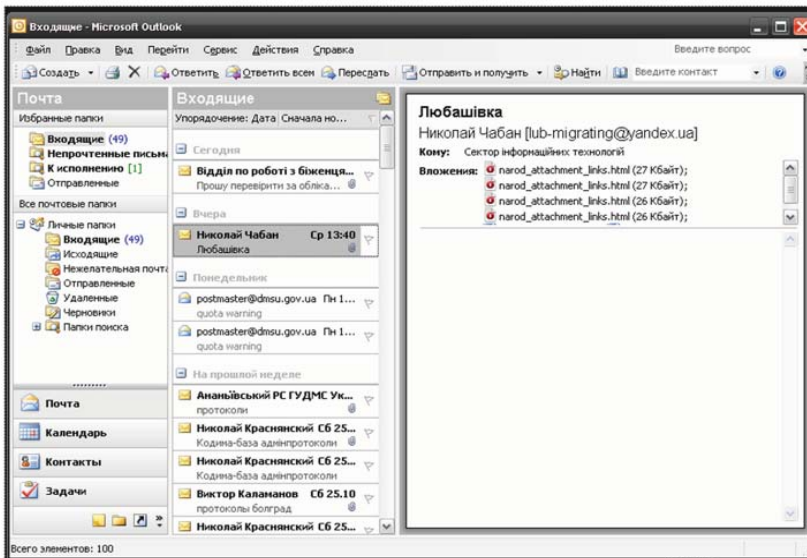 Входящие - Microsoft Outlook
Файл Правка Вид Перейти Сервис Действия Справка Введите вопрос
Создать Ответить Ответить всем Переслать Отправить и получить Найти Введите контакт
Почта
Избранные папки
Входящие (49)
Непрочтенные письма
К исполнению [1]
Отправленные
Все почтовые папки
Личные папки
Входящие (49)
Исходящие
Нежелательная почта
Отправленные
Удаленные
Черновики
Папки поиска
Почта
Календарь
Контакты
Задачи
Входящие
Упорядочение: Дата Сначала но...
Сегодня
Відділ по роботі з біженця...
Прошу перевірити за обліка...
Вчера
Николай Чабан Ср 13:40
Любашівка
Понедельник
postmaster@dmsu.gov.ua Пн 1...
quota warning
postmaster@dmsu.gov.ua Пн 1...
quota warning
На прошлой неделе
Ананьївський РС ГУДМС Ук...
протоколи
Николай Краснянский Сб 25...
Кодина-база адмінпротоколи
Николай Краснянский Сб 25...
Кодина-база адмінпротоколи
Виктор Каламанов Сб 25.10
протоколы болград
Николай Краснянский Сб 25...
Любашівка
Николай Чабан [lub-migrating@yandex.ua]
Кому: Сектор інформаційних технологій
Вложения: narod_attachment_links.html (27 Кбайт);
narod_attachment_links.html (27 Кбайт);
narod_attachment_links.html (26 Кбайт);
narod_attachment_links.html (26 Кбайт);
Всего элементов: 100